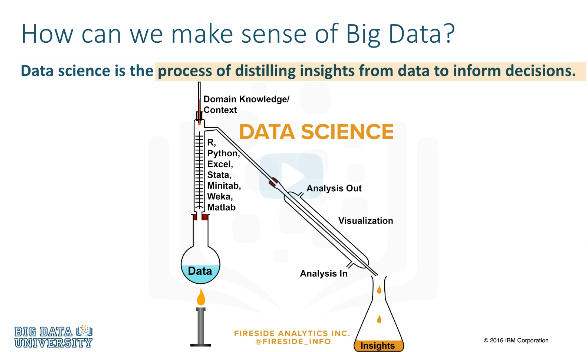 How can we make sense of Big Data?
Data science is the process of distilling insights from data to inform decisions.
Domain Knowledge/
Context
DATA SCIENCE
R,
Python,
Excel,
Stata,
Minitab,
Weka,
Matlab
Analysis Out
Visualization
Analysis In
Data
Insights
FIRESIDE ANALYTICS INC.
@FIRESIDE_INFO
BIG DATA
UNIVERSITY
© 2016 IBM Corporation